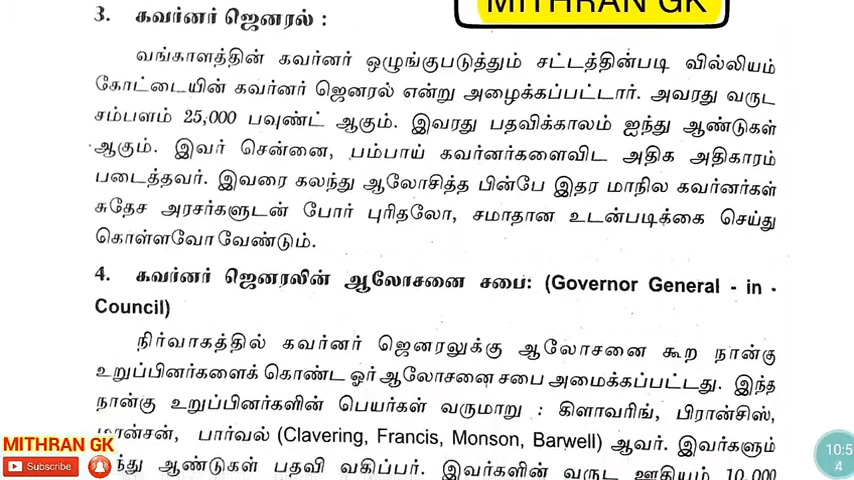 MITHRAN GK
3. கவர்னர் ஜெனரல் :
வங்காளத்தின் கவர்னர் ஒழுங்குபடுத்தும் சட்டத்தின்படி வில்லியம்
கோட்டையின் கவர்னர் ஜெனரல் என்று அழைக்கப்பட்டார். அவரது வருட
சம்பளம் 25,000 பவுண்ட் ஆகும். இவரது பதவிக்காலம் ஐந்து ஆண்டுகள்
ஆகும். இவர் சென்னை, பம்பாய் கவர்னர்களைவிட அதிக அதிகாரம்
படைத்தவர். இவரை கலந்து ஆலோசித்த பின்பே இதர மாநில கவர்னர்கள்
சுதேச அரசர்களுடன் போர் புரிதலோ, சமாதான உடன்படிக்கை செய்து
கொள்ளவோ வேண்டும்.
4. கவர்னர் ஜெனரலின் ஆலோசனை சபை: (Governor General - in -
Council)
நிர்வாகத்தில் கவர்னர் ஜெனரலுக்கு ஆலோசனை கூற நான்கு
உறுப்பினர்களைக் கொண்ட ஓர் ஆலோசனை சபை அமைக்கப்பட்டது. இந்த
நான்கு உறுப்பினர்களின் பெயர்கள் வருமாறு : கிளாவரிங், பிரான்சிஸ்,
பார்வல் (Clavering, Francis, Monson, Barwell) ஆவர். இவர்களும்
ஆண்டுகள் பதவி வகிப்பர். இவர்களின் வருட ஊதியம் 10,000
MITHRAN GK
Subscribe
10:54